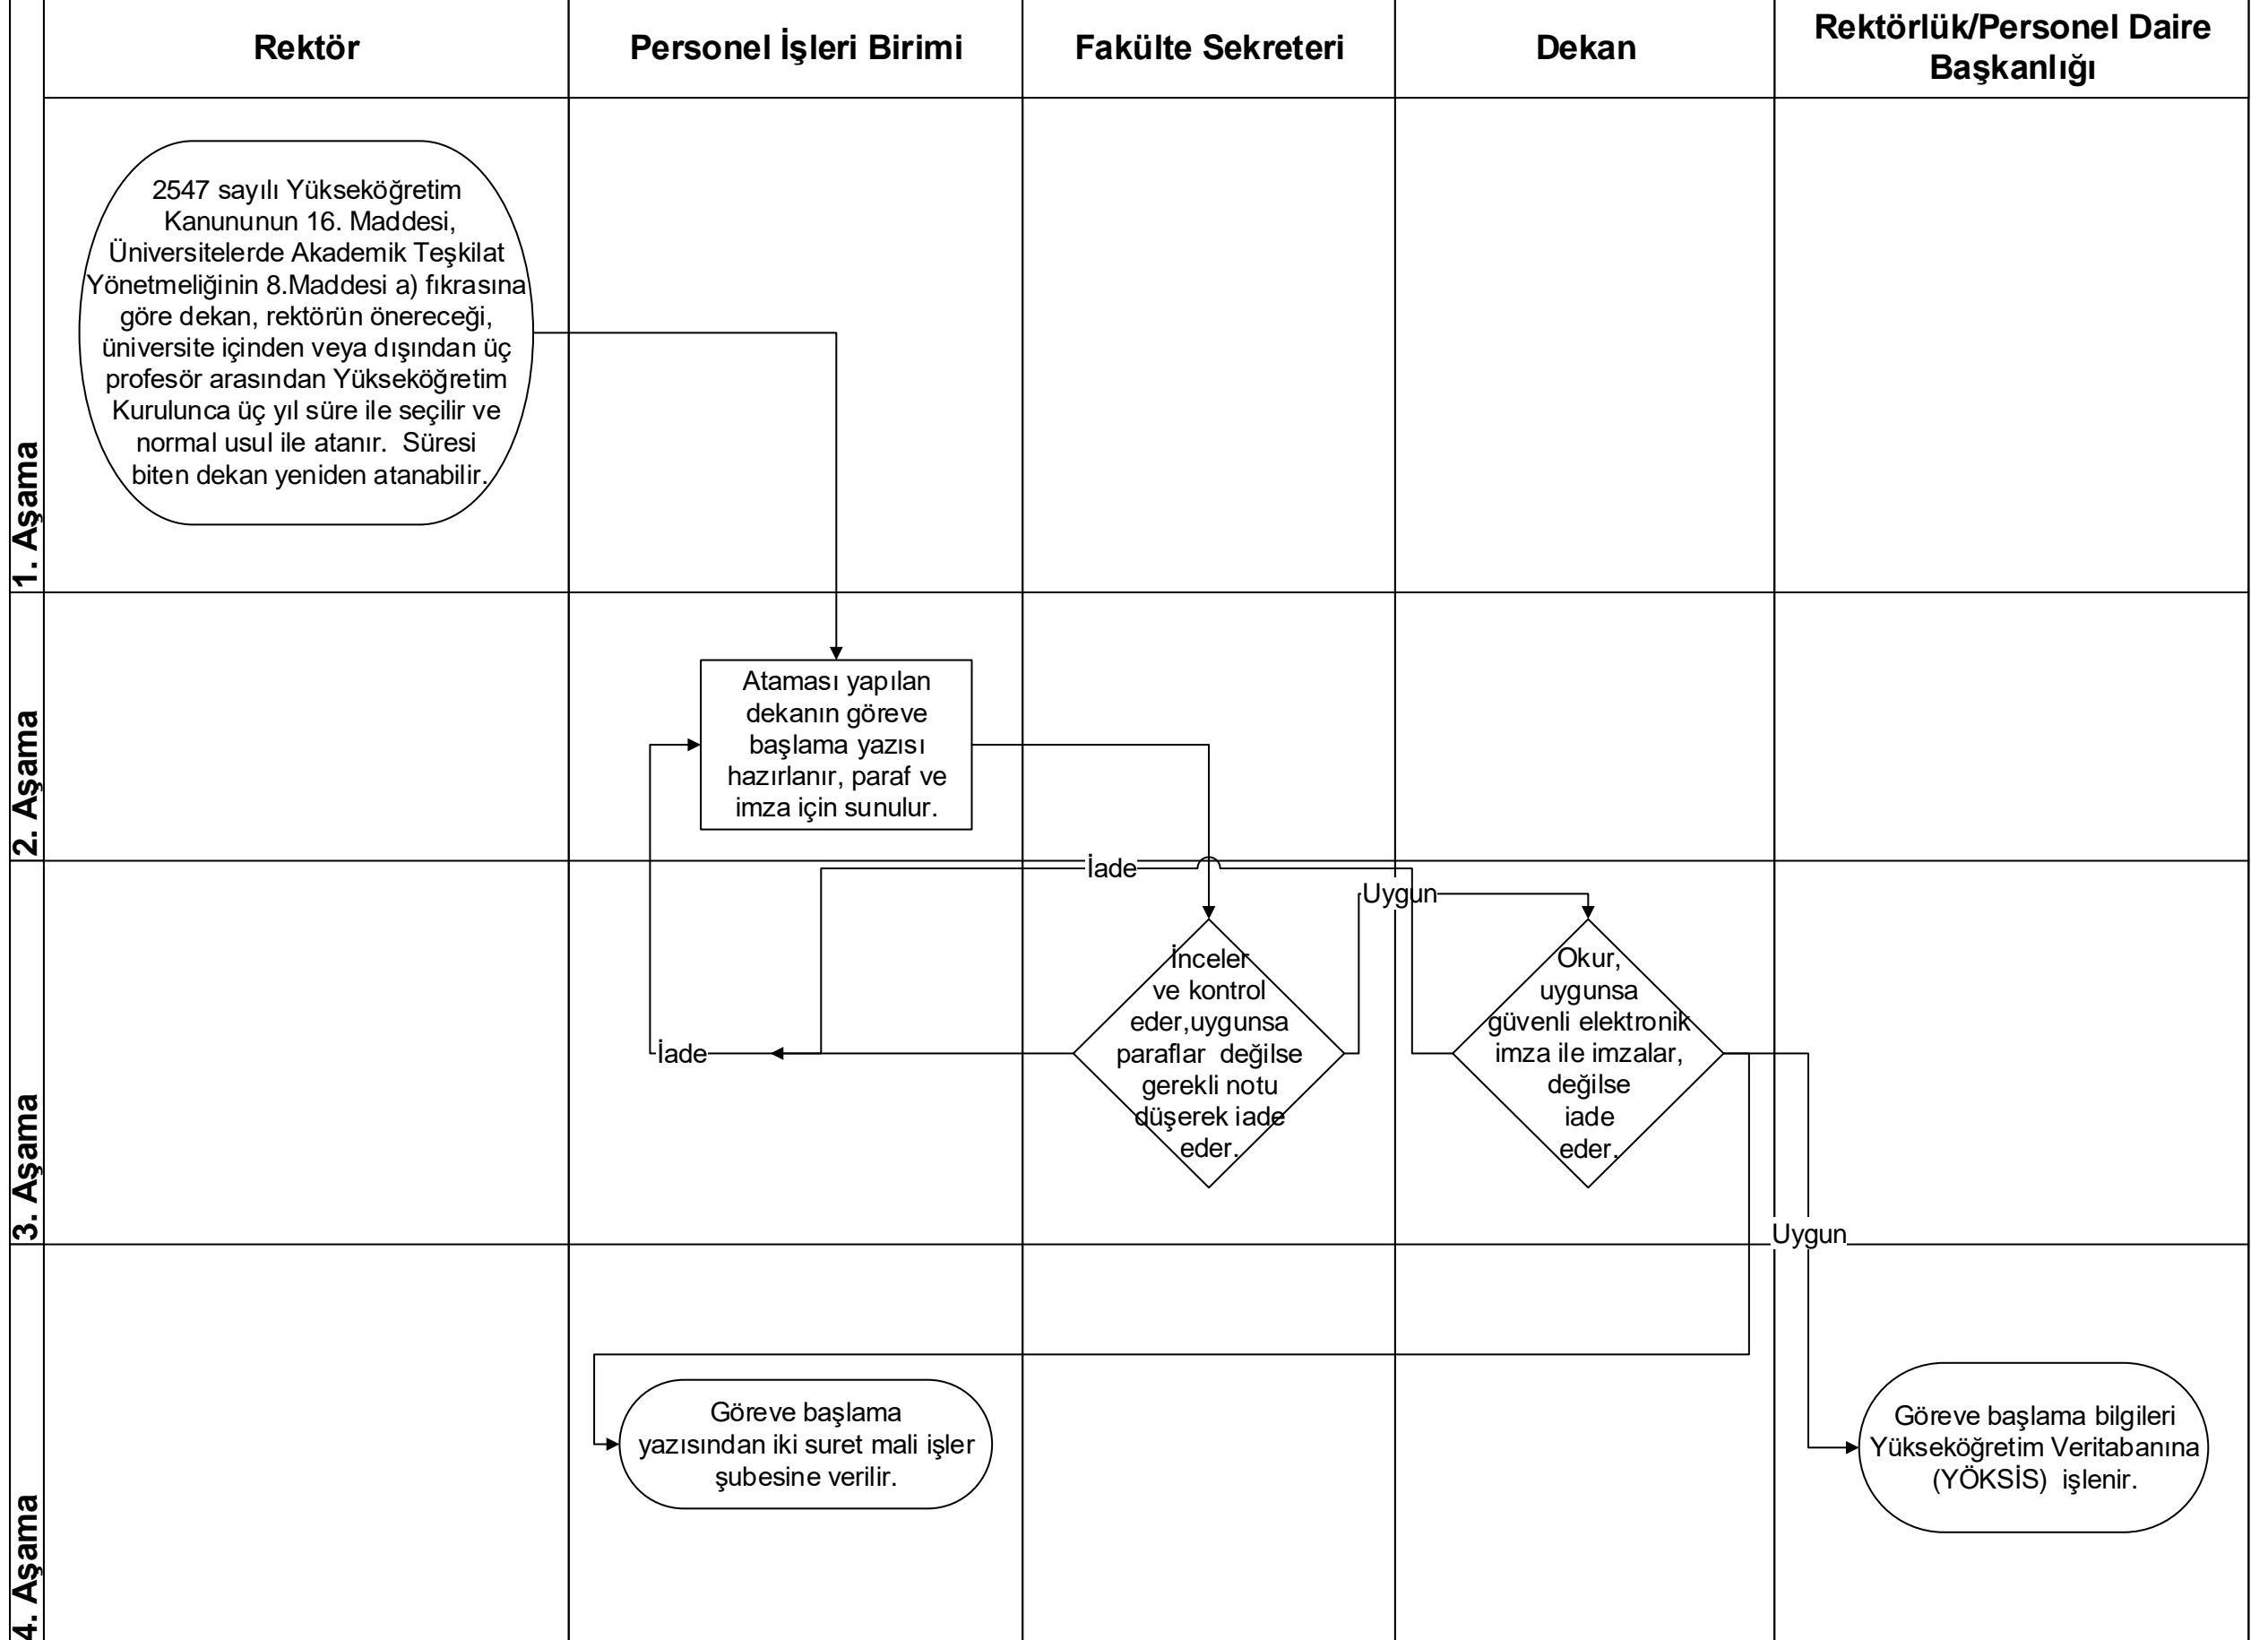 Rektör
Personel İşleri Birimi
Fakülte Sekreteri
Dekan
Rektörlük/Personel Daire
Başkanlığı
1. Aşama
2547 sayılı Yükseköğretim
Kanununun 16. Maddesi,
Üniversitelerde Akademik Teşkilat
Yönetmeliğinin 8.Maddesi a) fıkrasına
göre dekan, rektörün önereceği,
üniversite içinden veya dışından üç
profesör arasından Yükseköğretim
Kurulunca üç yıl süre ile seçilir ve
normal usul ile atanır.  Süresi
biten dekan yeniden atanabilir.
2. Aşama
Ataması yapılan
dekanın göreve
başlama yazısı
hazırlanır, paraf ve
imza için sunulur.
3. Aşama
İade
Uygun
İade
İnceler
ve kontrol
eder,uygunsa
paraflar  değilse
gerekli notu
düşerek iade
eder.
Okur,
uygunsa
güvenli elektronik
imza ile imzalar,
değilse
iade
eder.
Uygun
4. Aşama
Göreve başlama
yazısından iki suret mali işler
şubesine verilir.
Göreve başlama bilgileri
Yükseköğretim Veritabanına
(YÖKSİS)  işlenir.